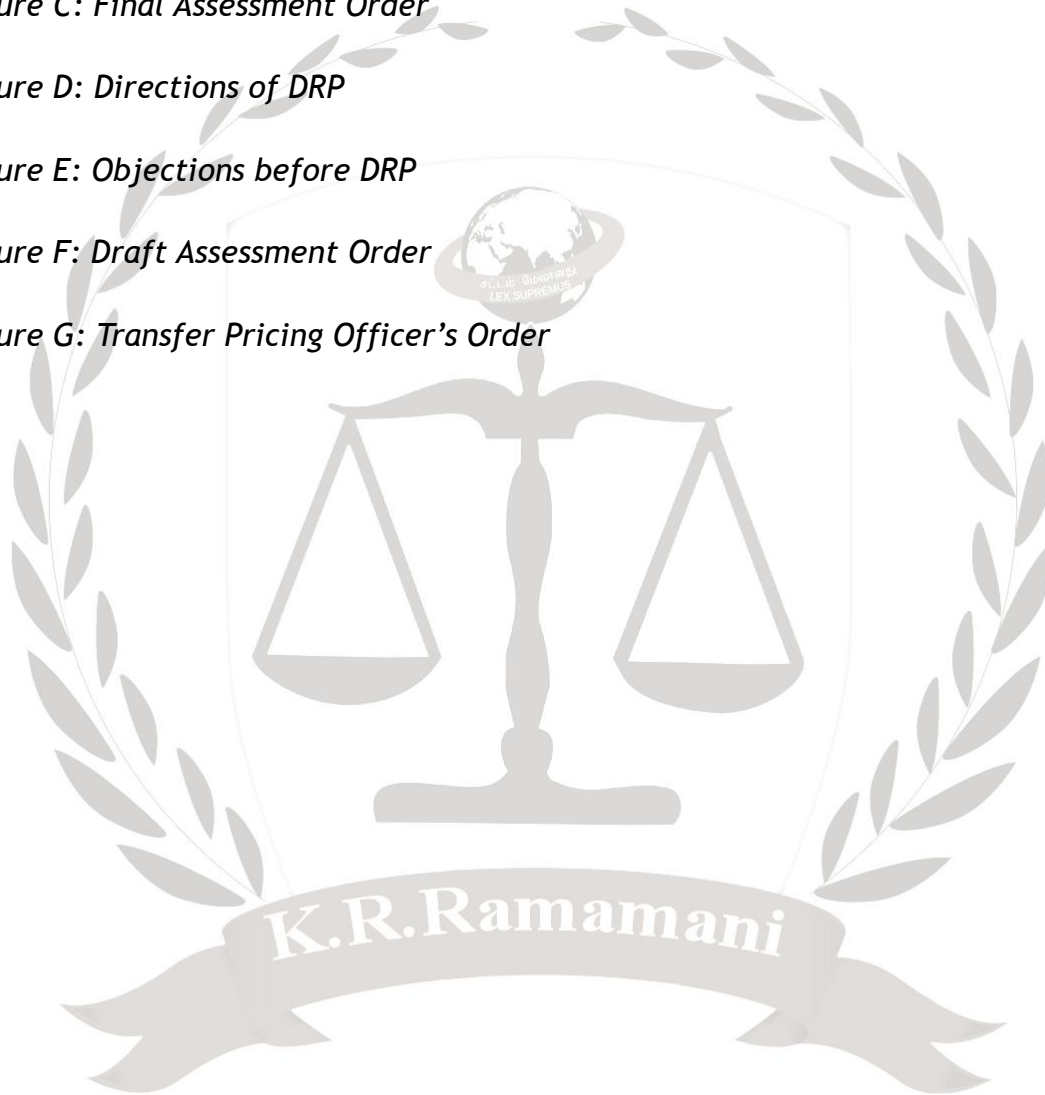 ure C: Final Assessment Order
ure D: Directions of DRP
ure E: Objections before DRP
ure F: Draft Assessment Order
ure G: Transfer Pricing Officer’s Order
LEX SUPREMUS
K.R.Ramamani